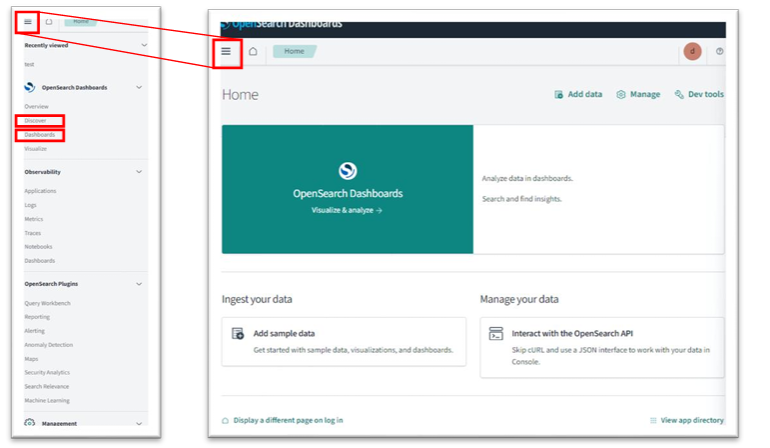 Home
Recently viewed
test
OpenSearch Dashboards
Overview
Discover
Dashboards
Visualize
Observability
Applications
Logs
Metrics
Traces
Notebooks
Dashboards
OpenSearch Plugins
Query Workbench
Reporting
Alerting
Anomaly Detection
Maps
Security Analytics
Search Relevance
Machine Learning
Management
OpenSearch Dashboards
Home
d
Home
Add data
Manage
Dev tools
OpenSearch Dashboards
Visualize & analyze →
Analyze data in dashboards.
Search and find insights.
Ingest your data
Add sample data
Get started with sample data, visualizations, and dashboards.
Manage your data
Interact with the OpenSearch API
Skip cURL and use a JSON interface to work with your data in
Console.
Display a different page on log in
View app directory